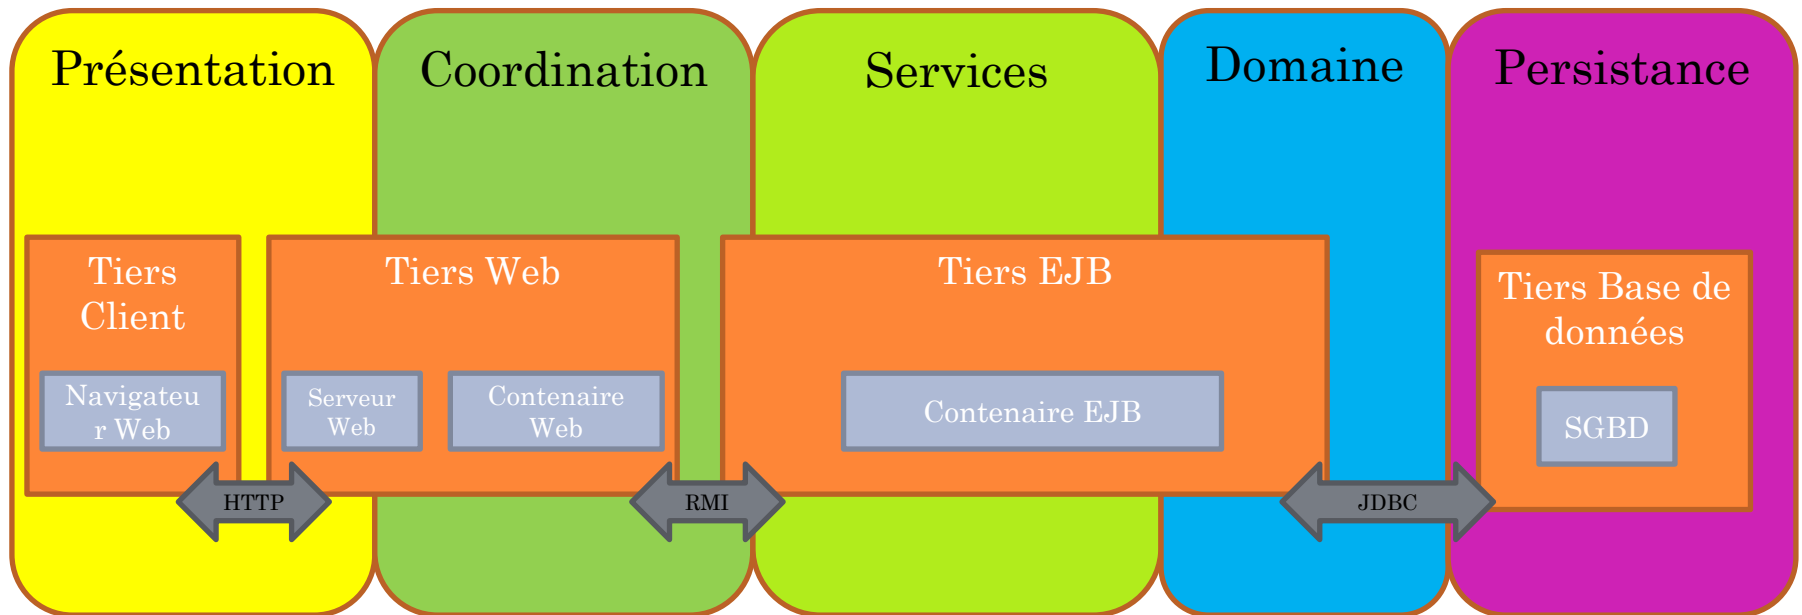 Présentation
Coordination
Services
Domaine
Persistance
Tiers
Client
Navigateu
r Web
Tiers Web
Serveur
Web
Contenaire
Web
Tiers EJB
Contenaire EJB
Tiers Base de
données
SGBD
HTTP
RMI
JDBC